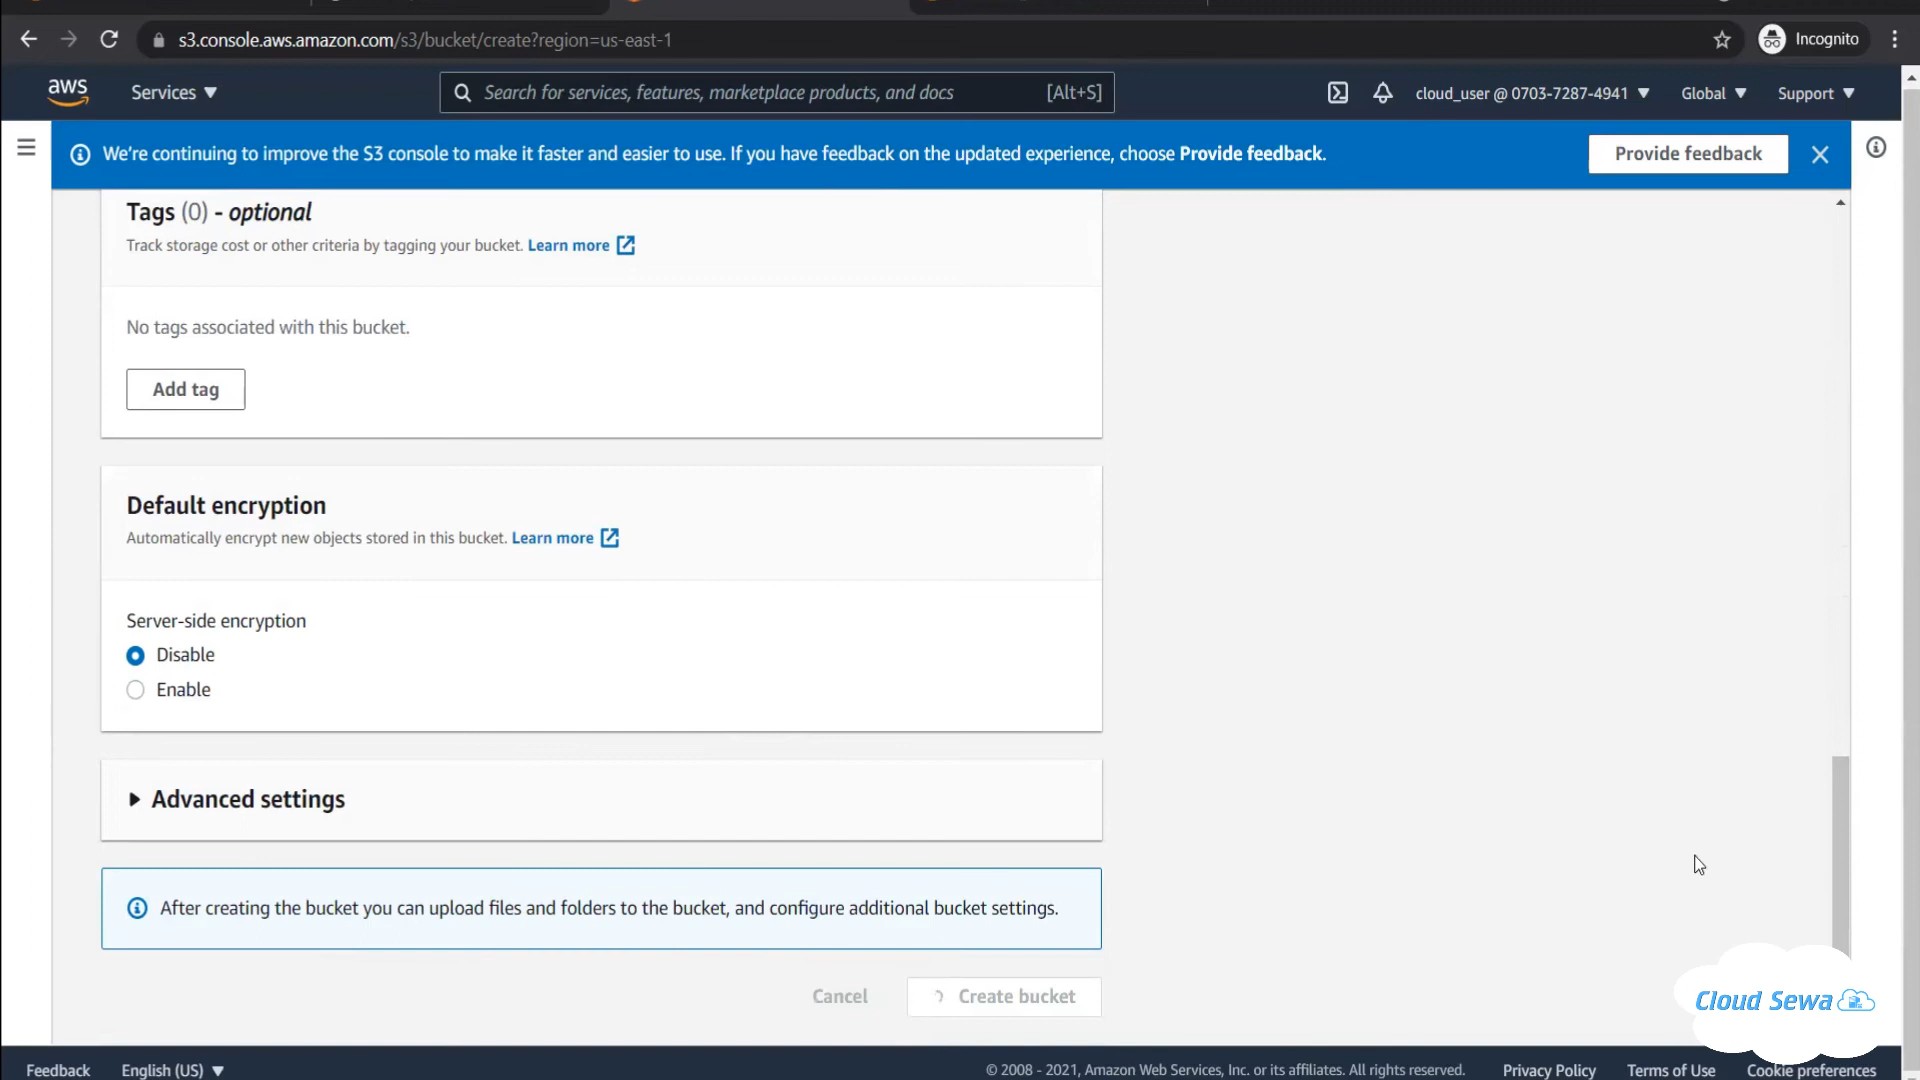 s3.console.aws.amazon.com/s3/bucket/create?region=us-east-1
Incognito
aws
Services
Search for services, features, marketplace products, and docs
[Alt+S]
cloud_user @ 0703-7287-4941
Global
Support
We're continuing to improve the S3 console to make it faster and easier to use. If you have feedback on the updated experience, choose Provide feedback.
Provide feedback
Tags (0) - optional
Track storage cost or other criteria by tagging your bucket. Learn more
No tags associated with this bucket.
Add tag
Default encryption
Automatically encrypt new objects stored in this bucket. Learn more
Server-side encryption
Disable
Enable
Advanced settings
After creating the bucket you can upload files and folders to the bucket, and configure additional bucket settings.
Cancel
Create bucket
Cloud Sewa
Feedback
English (US)
© 2008 - 2021, Amazon Web Services, Inc. or its affiliates. All rights reserved.
Privacy Policy
Terms of Use
Cookie preferences